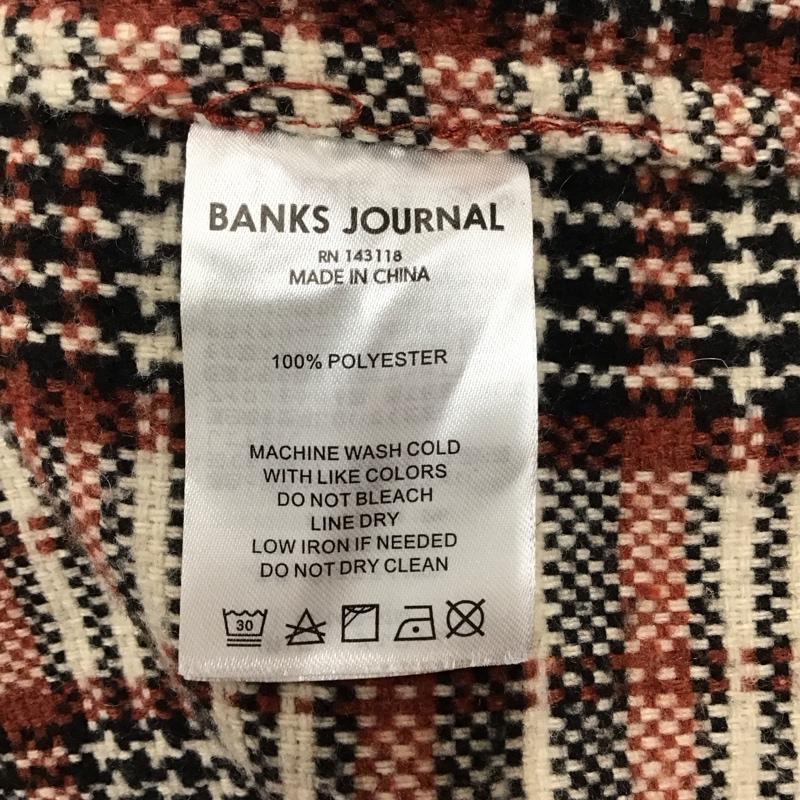 BANKS JOURNAL
RN 143118
MADE IN CHINA
100% POLYESTER
MACHINE WASH COLD
WITH LIKE COLORS
DO NOT BLEACH
LINE DRY
LOW IRON IF NEEDED
DO NOT DRY CLEAN
30